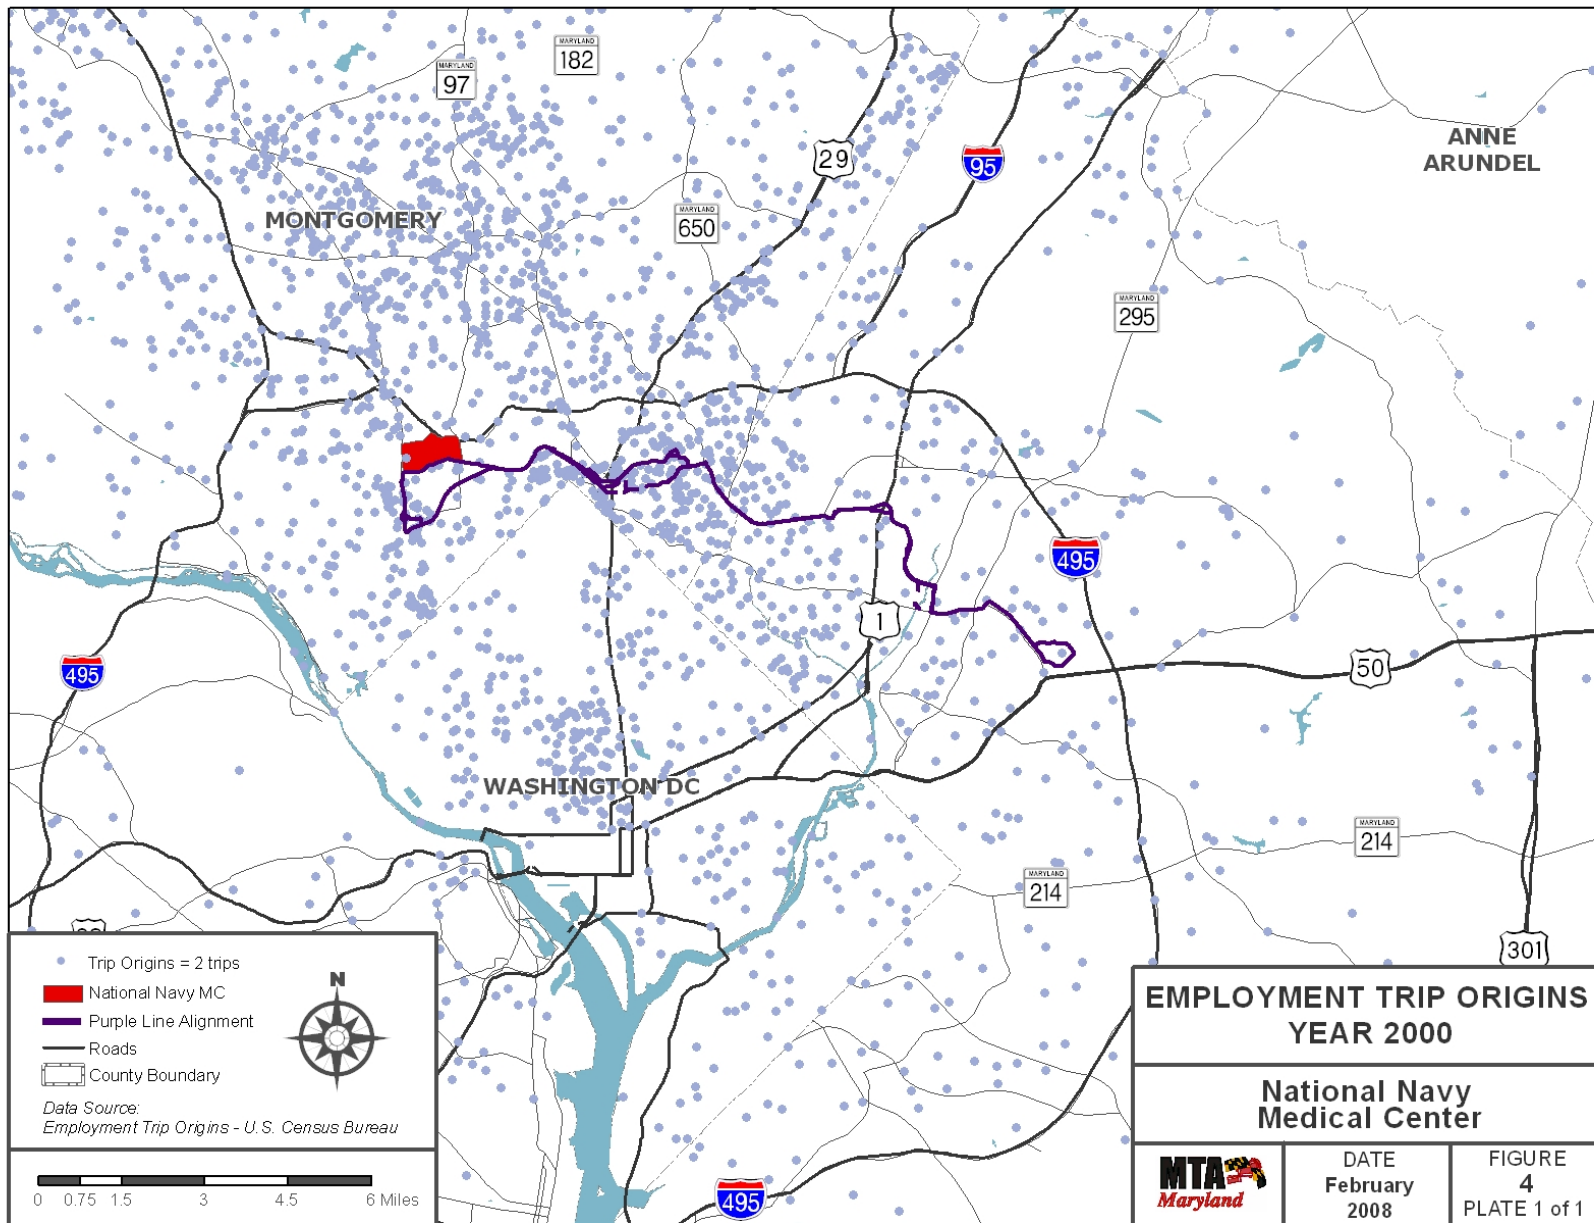 MARYLAND
182
MARYLAND
97
29
95
ANNE
ARUNDEL
MONTGOMERY
MARYLAND
650
MARYLAND
295
495
1
495
50
WASHINGTON DC
MARYLAND
214
MARYLAND
214
301
495
Trip Origins = 2 trips
National Navy MC
Purple Line Alignment
Roads
County Boundary
N
Data Source:
Employment Trip Origins - U.S. Census Bureau
0 0.75 1.5 3 4.5 6 Miles
EMPLOYMENT TRIP ORIGINS
YEAR 2000
National Navy
Medical Center
MTA
Maryland
DATE
February
2008
FIGURE
4
PLATE 1 of 1